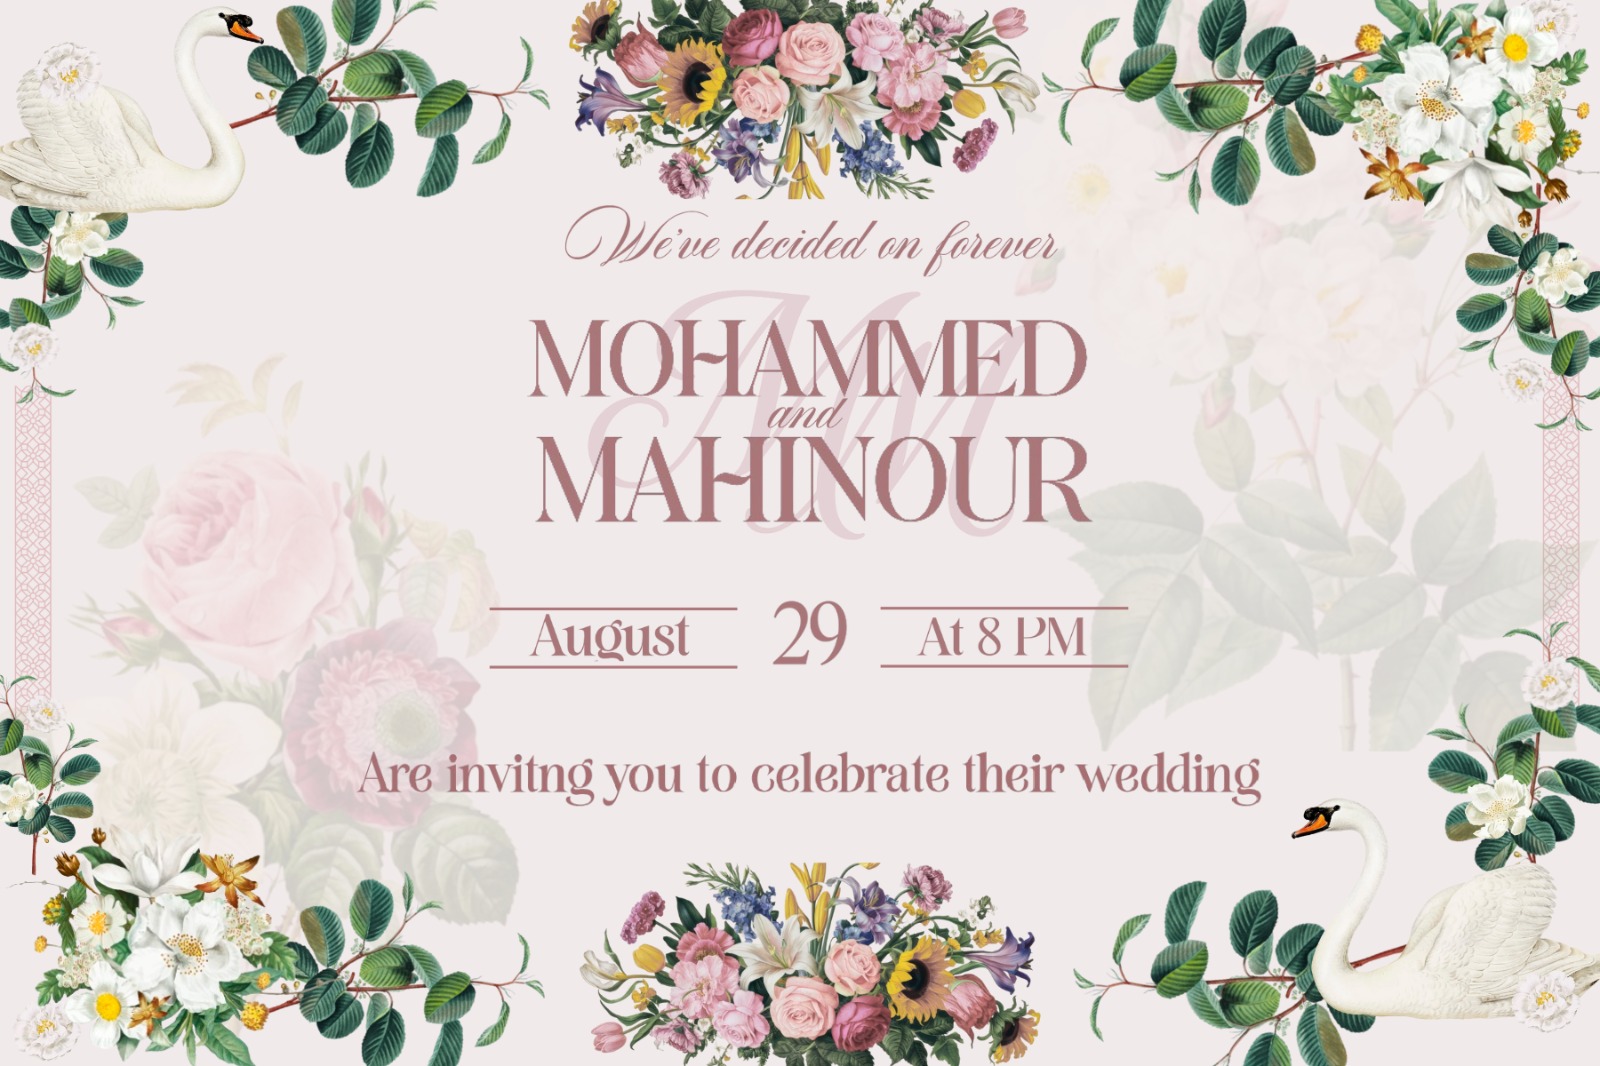 We've decided on forever
MOHAMMED
and
MAHINOUR
August 29 At 8 PM
Are invitng you to celebrate their wedding